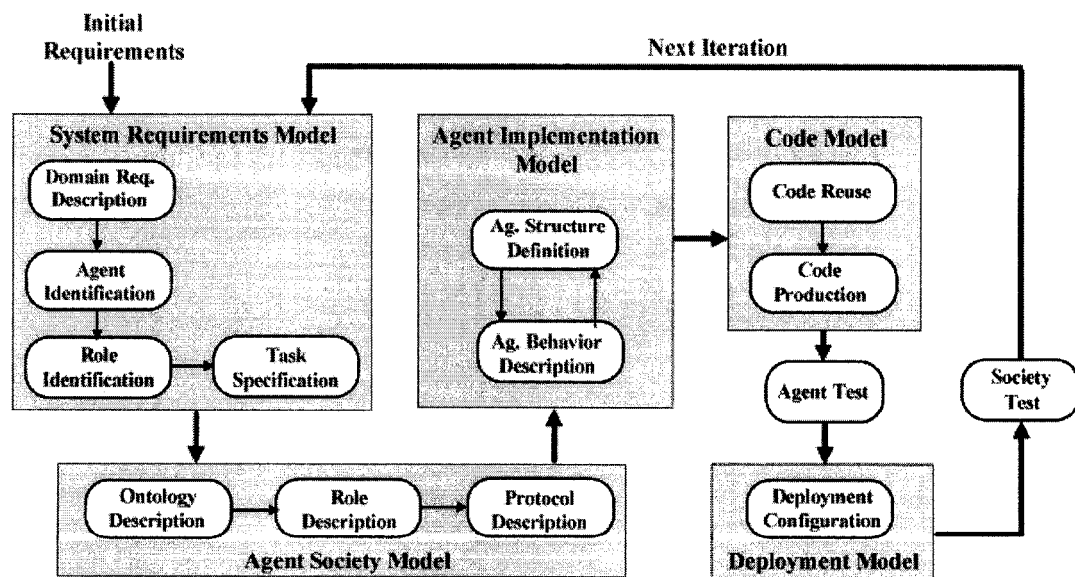 Initial
Requirements
Next Iteration
System Requirements Model
Domain Req.
Description
Agent
Identification
Role
Identification
Task
Specification
Agent Implementation
Model
Ag. Structure
Definition
Ag. Behavior
Description
Code Model
Code Reuse
Code
Production
Agent Test
Society
Test
Ontology
Description
Role
Description
Protocol
Description
Agent Society Model
Deployment
Configuration
Deployment Model